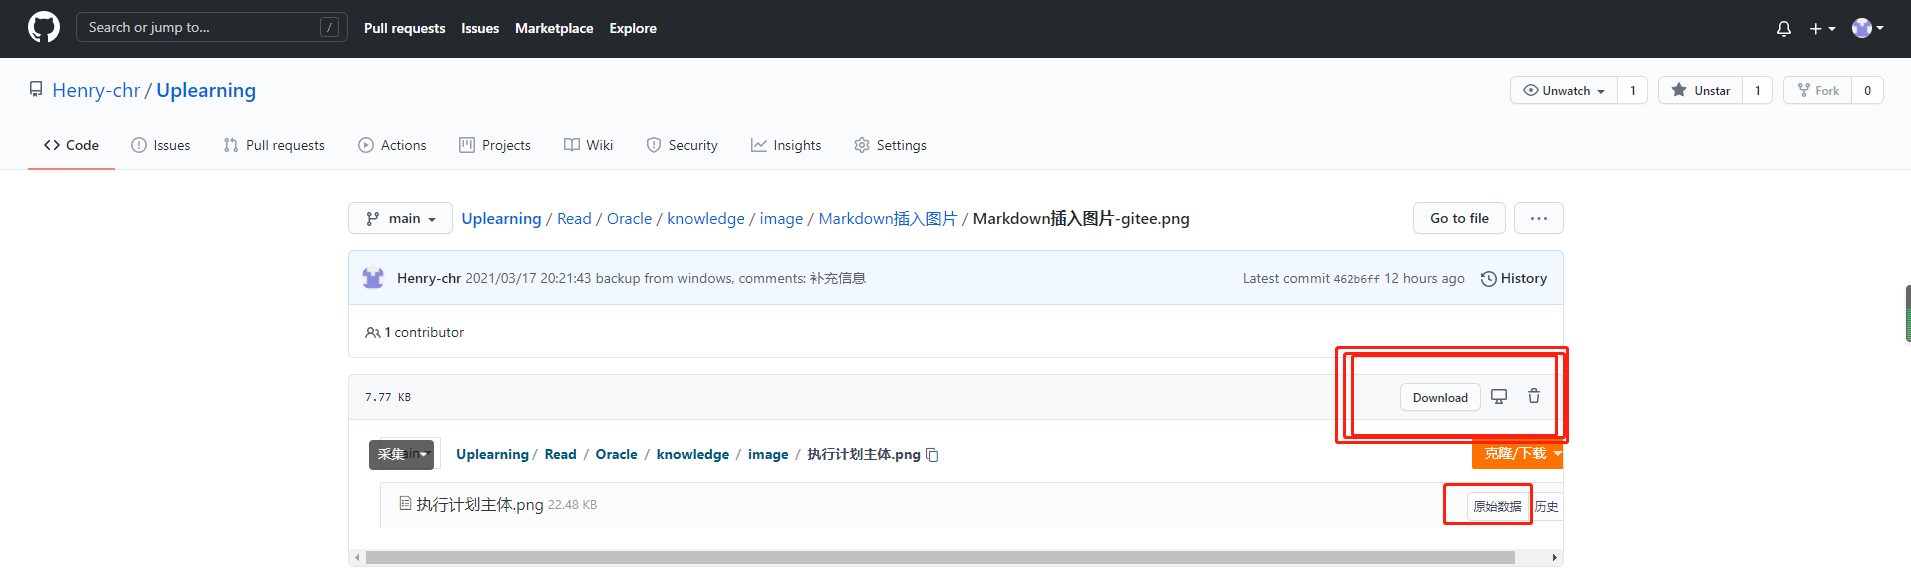 Search or jump to... /
Pull requests Issues Marketplace Explore
Henry-chr / Uplearning
Unwatch 1 Unstar 1 Fork 0
Code Issues Pull requests Actions Projects Wiki Security Insights Settings
main Uplearning / Read / Oracle / knowledge / image / Markdown插入图片 / Markdown插入图片-gitee.png Go to file ...
Henry-chr 2021/03/17 20:21:43 backup from windows, comments: 补充信息 Latest commit 462b6ff 12 hours ago History
1 contributor
7.77 KB Download
采集 Uplearning / Read / Oracle / knowledge / image / 执行计划主体.png 克隆/下载
执行计划主体.png 22.48 KB 原始数据 历史